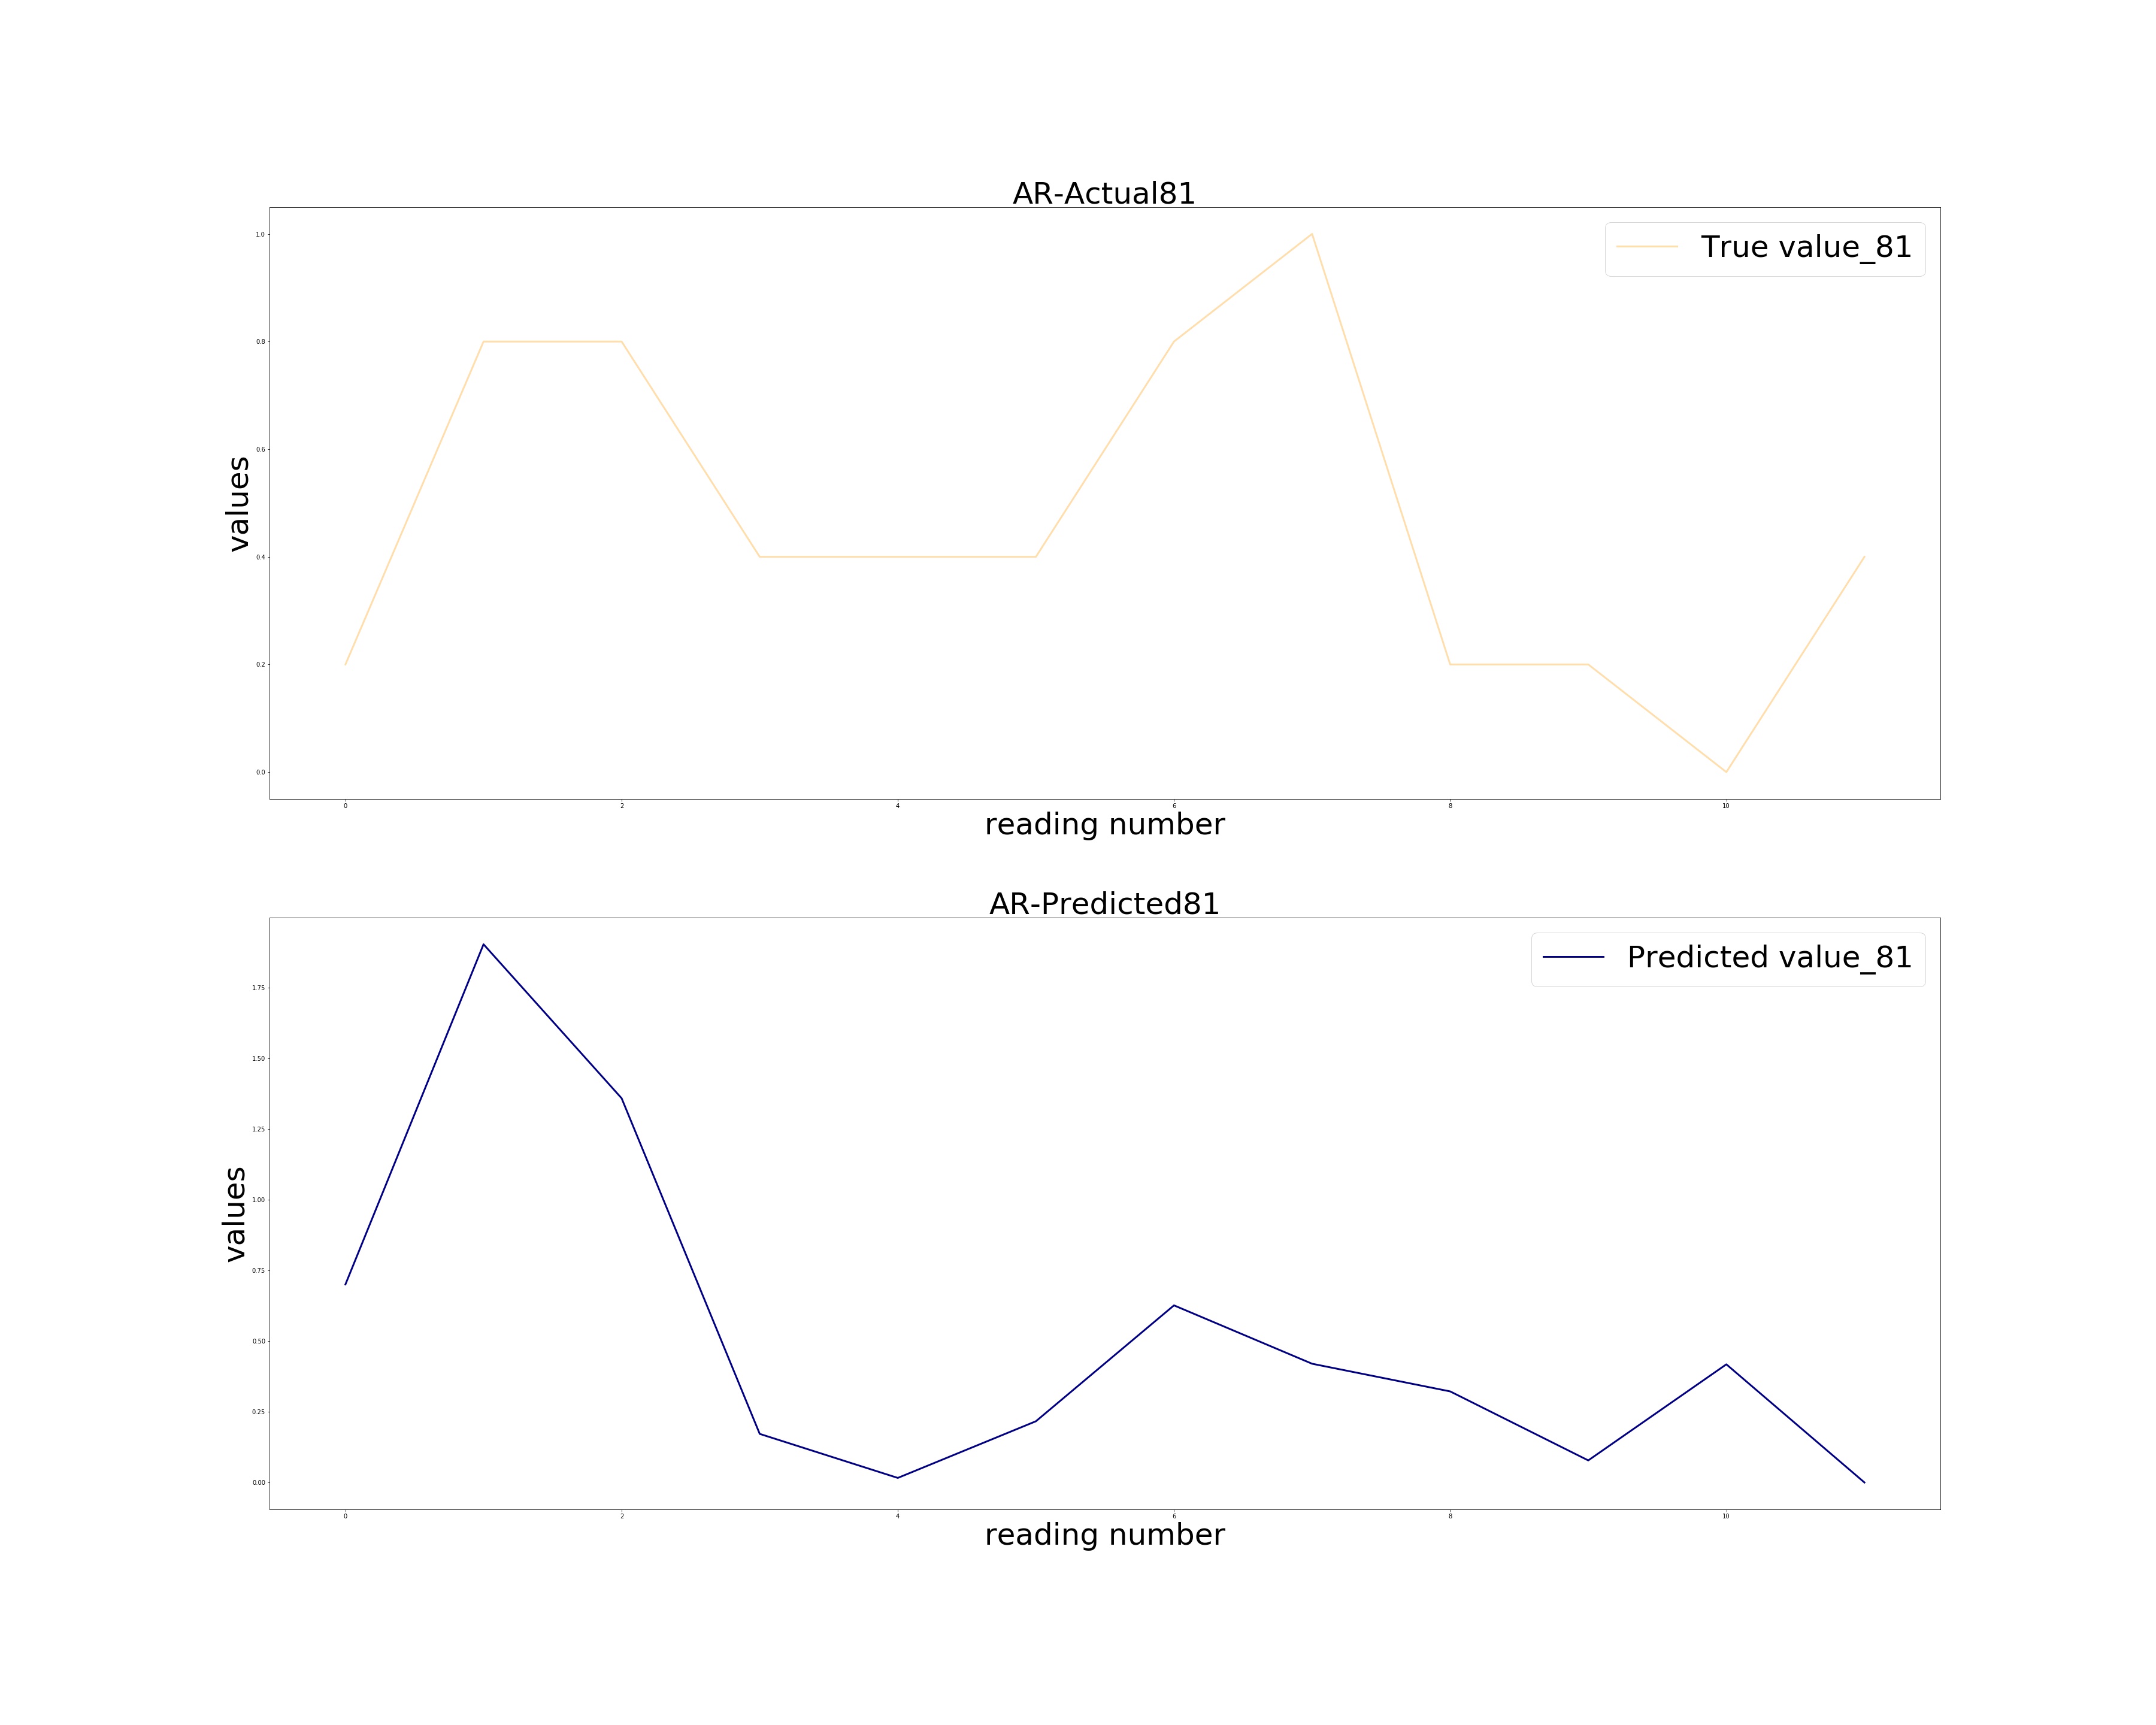 AR-Actual81
True value_81
1.0
0.8
0.6
0.4
0.2
0.0
values
0 2 4 6 8 10
reading number
AR-Predicted81
Predicted value_81
1.75
1.50
1.25
1.00
0.75
0.50
0.25
0.00
values
0 2 4 6 8 10
reading number